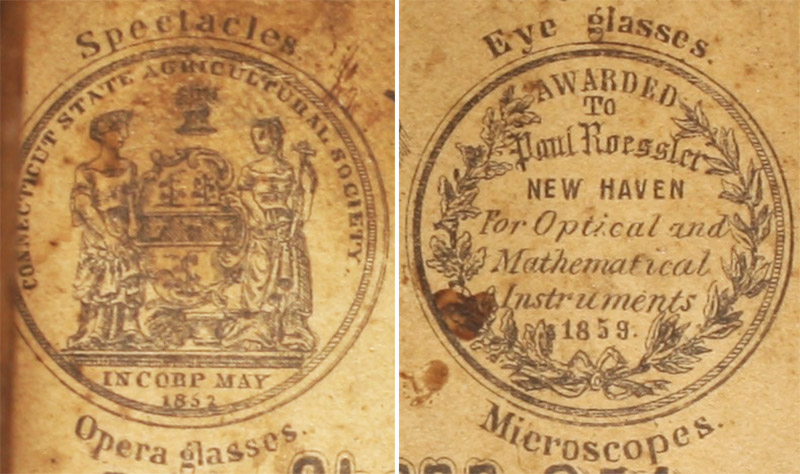 Spectacles.
CONNECTICUT STATE AGRICULTURAL SOCIETY
INCORP MAY
1852
Opera glasses.
Eye glasses.
AWARDED
TO
Paul Roessler
NEW HAVEN
For Optical and
Mathematical
Instruments
1859.
Microscopes.